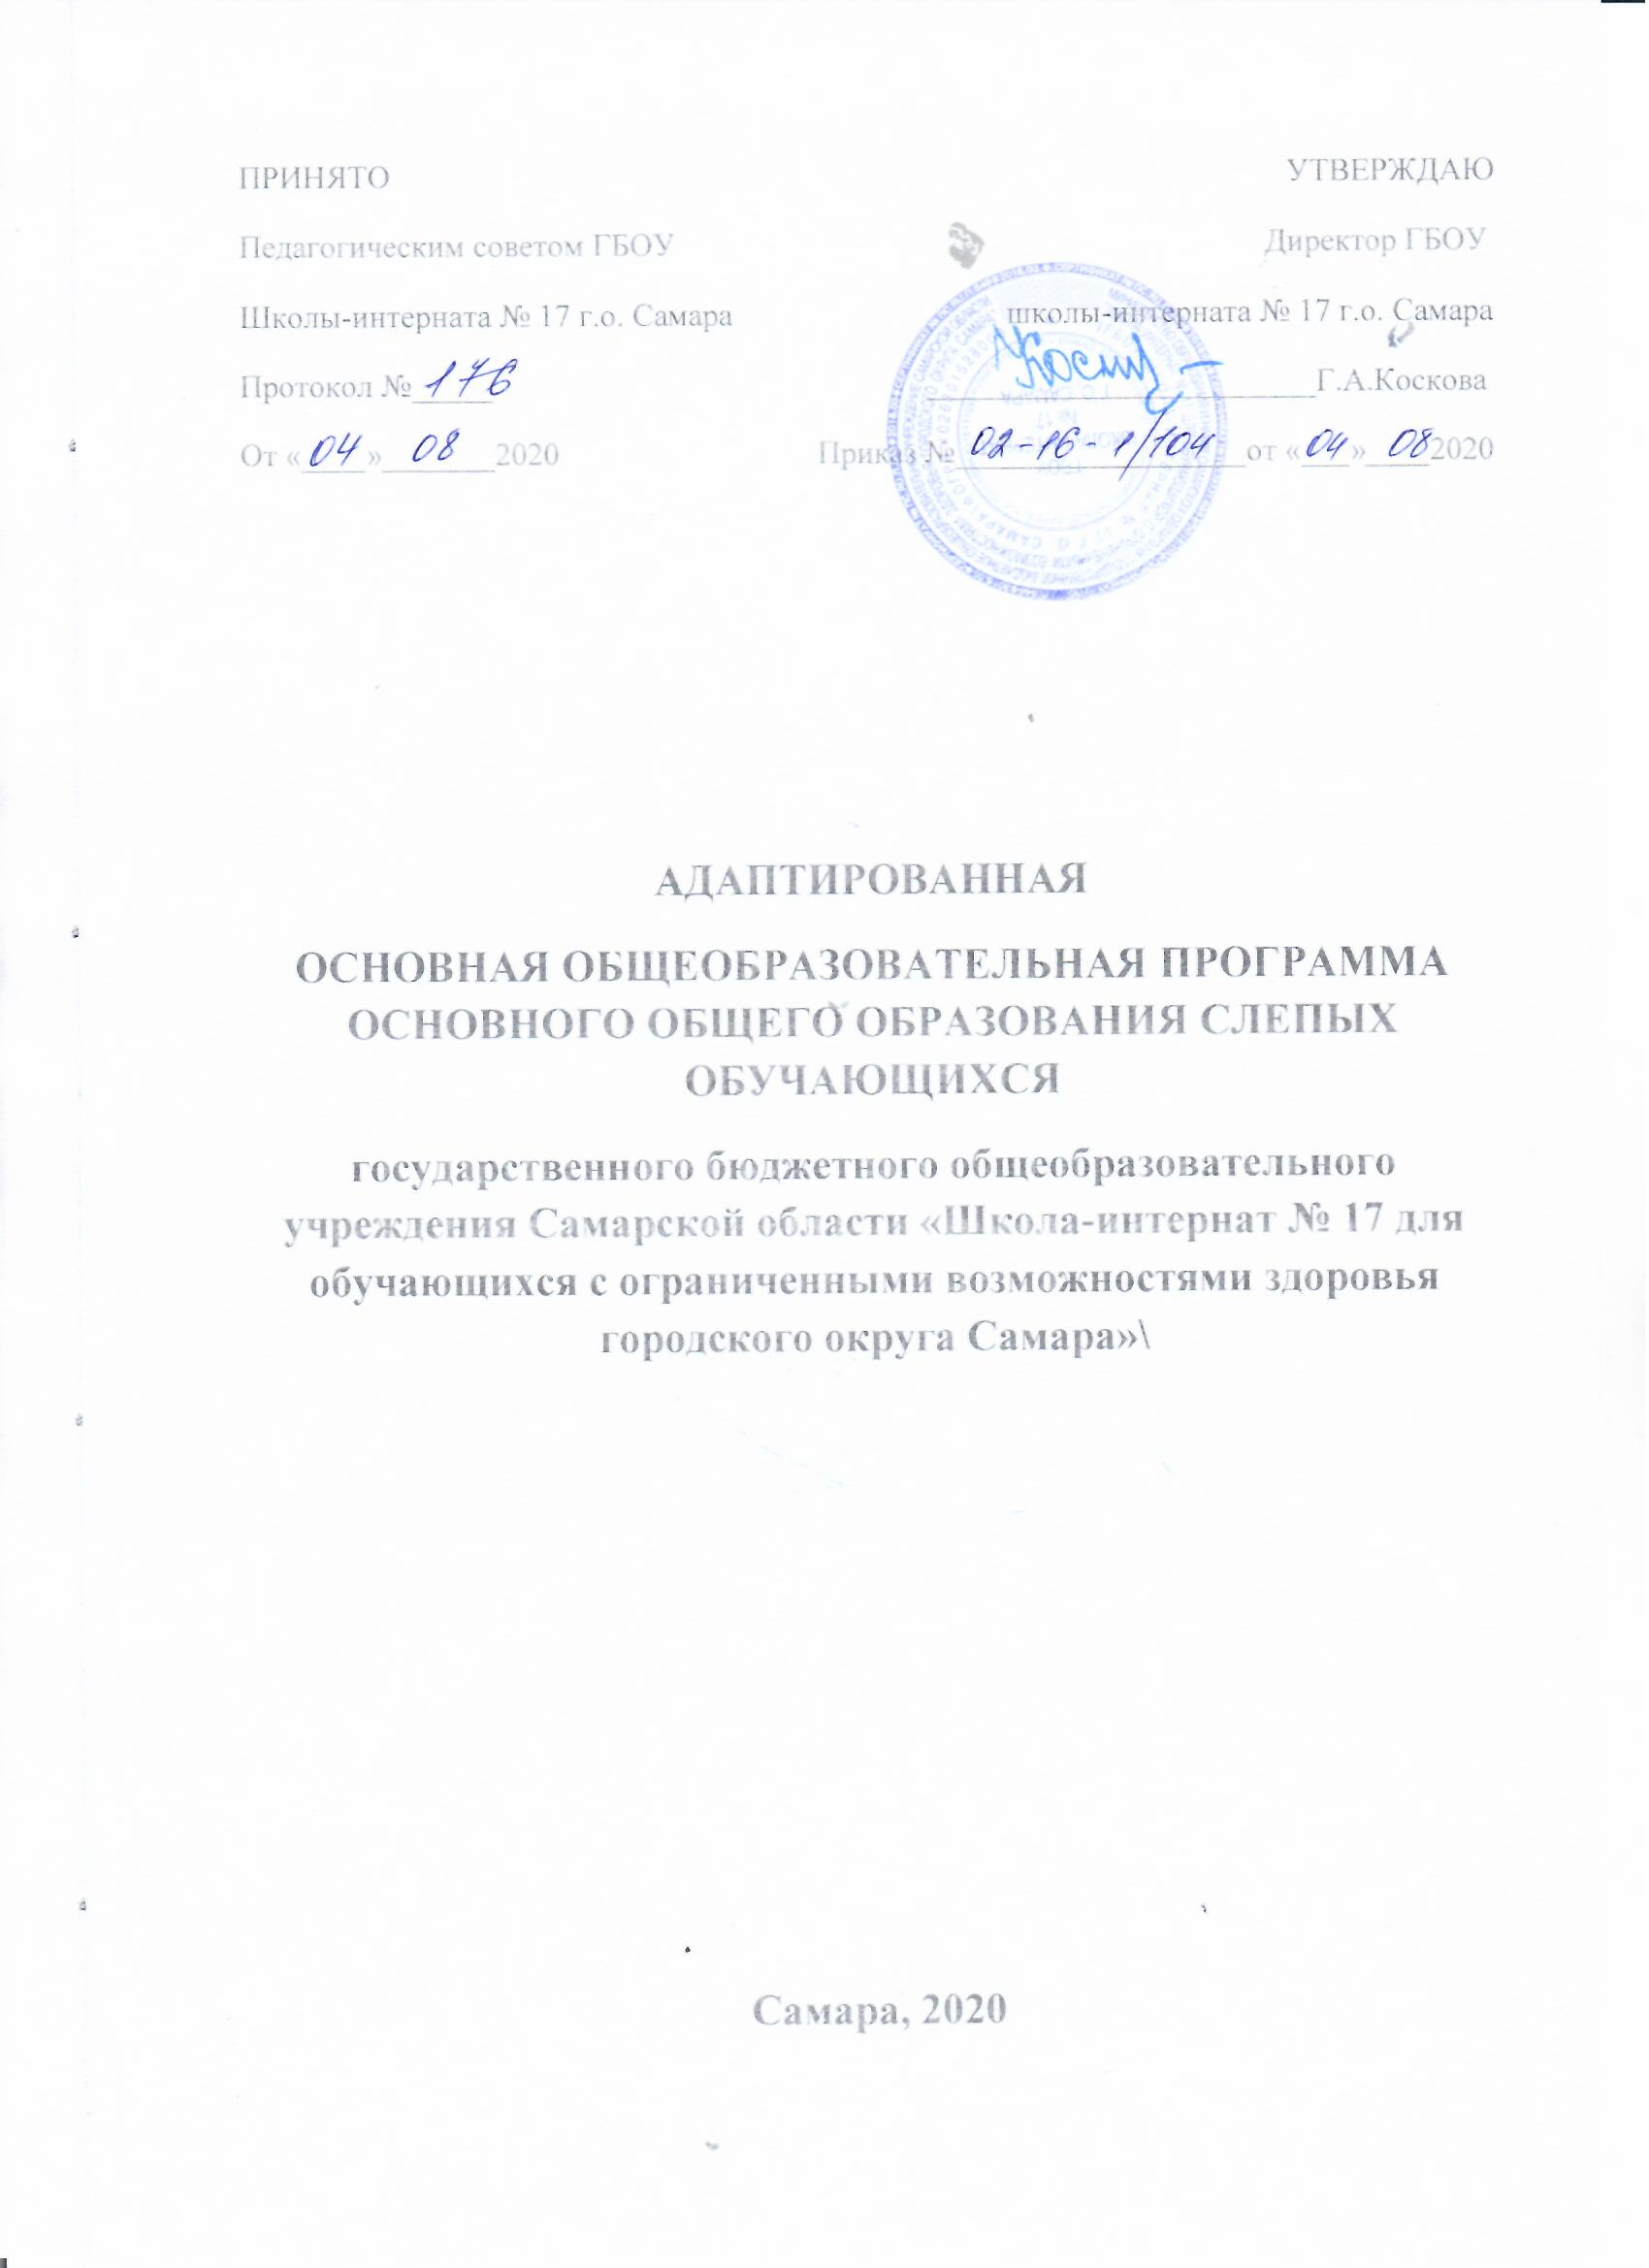 ПРИНЯТО
УТВЕРЖДАЮ
Педагогическим советом ГБОУ
Директор ГБОУ
Школы-интерната № 17 г.о. Самара
школы-интерната № 17 г.о. Самара
Протокол № 176
Г.А.Коскова
От «04» 08 2020
Приказ № 02-16-1/104 от «04» 08 2020
АДАПТИРОВАННАЯ
ОСНОВНАЯ ОБЩЕОБРАЗОВАТЕЛЬНАЯ ПРОГРАММА
ОСНОВНОГО ОБЩЕГО ОБРАЗОВАНИЯ СЛЕПЫХ
ОБУЧАЮЩИХСЯ
государственного бюджетного общеобразовательного
учреждения Самарской области «Школа-интернат № 17 для
обучающихся с ограниченными возможностями здоровья
городского округа Самара»\
Самара, 2020